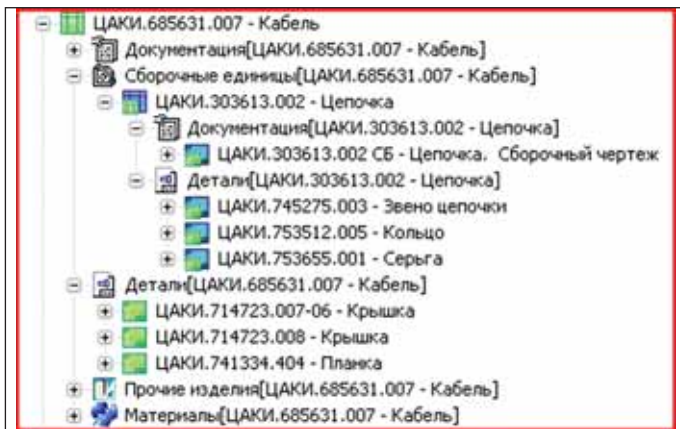 ЦАКИ.685631.007 - Кабель
Документация[ЦАКИ.685631.007 - Кабель]
Сборочные единицы[ЦАКИ.685631.007 - Кабель]
ЦАКИ.303613.002 - Цепочка
Документация[ЦАКИ.303613.002 - Цепочка]
ЦАКИ.303613.002 СБ - Цепочка. Сборочный чертеж
Детали[ЦАКИ.303613.002 - Цепочка]
ЦАКИ.745275.003 - Звено цепочки
ЦАКИ.753512.005 - Кольцо
ЦАКИ.753655.001 - Серьга
Детали[ЦАКИ.685631.007 - Кабель]
ЦАКИ.714723.007-06 - Крышка
ЦАКИ.714723.008 - Крышка
ЦАКИ.741334.404 - Планка
Прочие изделия[ЦАКИ.685631.007 - Кабель]
Материалы[ЦАКИ.685631.007 - Кабель]